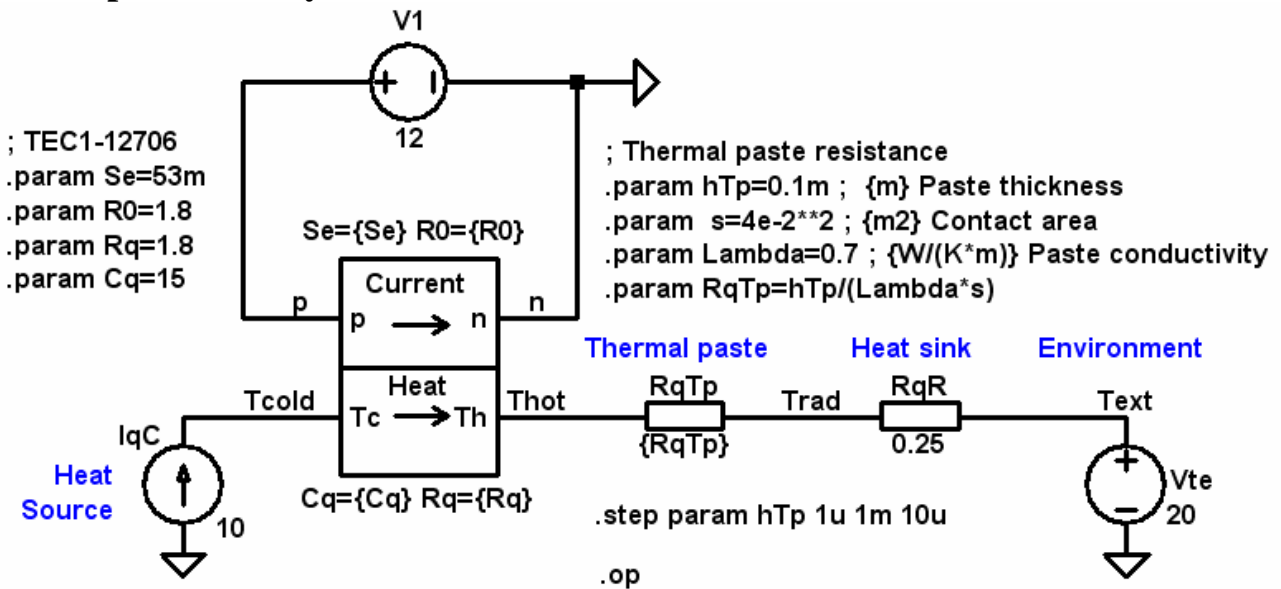 V1
12
; TEC1-12706
.param Se=53m
.param R0=1.8
.param Rq=1.8
.param Cq=15
; Thermal paste resistance
.param hTp=0.1m ; {m} Paste thickness
.param s=4e-2**2 ; {m2} Contact area
.param Lambda=0.7 ; {W/(K*m)} Paste conductivity
.param RqTp=hTp/(Lambda*s)
Se={Se} R0={R0}
Current
p
p
n
n
Heat
Tc
Th
Tcold
Thot
Thermal paste
RqTp
{RqTp}
Trad
Heat sink
RqR
0.25
Environment
Text
Vte
20
IqC
Heat
Source
10
Cq={Cq} Rq={Rq}
.step param hTp 1u 1m 10u
.op